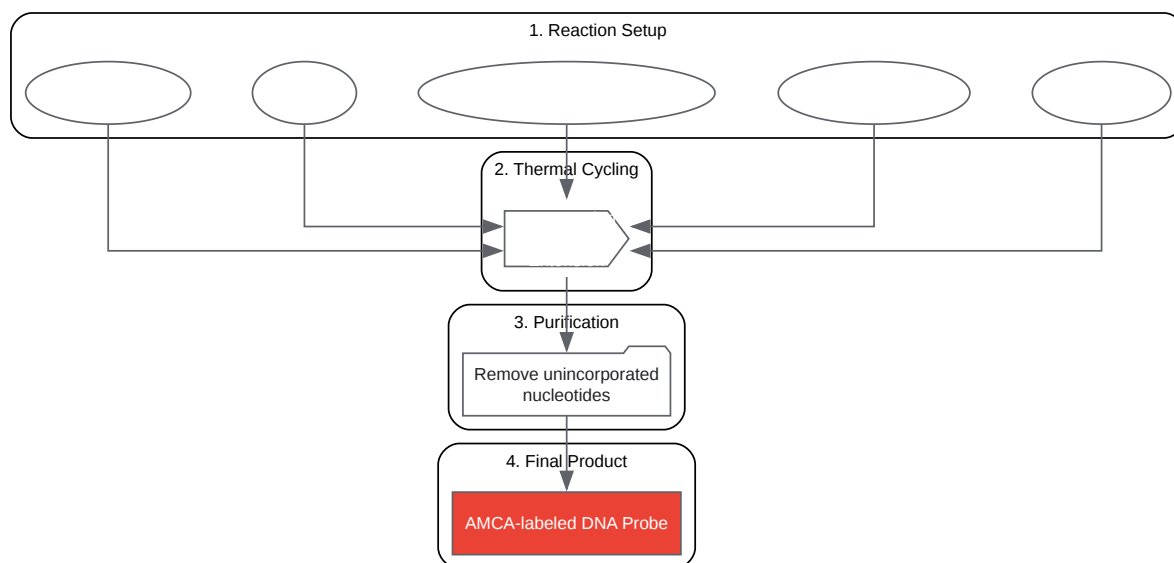 1. Reaction Setup
2. Thermal Cycling
3. Purification
Remove unincorporated
nucleotides
4. Final Product
AMCA-labeled DNA Probe